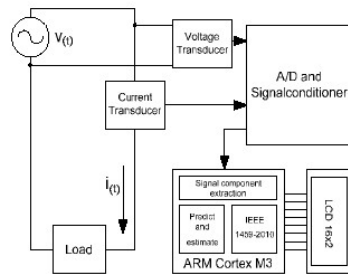 V(t)
Voltage
Transducer
A/D and
Signalconditioner
Current
Transducer
i(t)
Signal component
extraction
Predict
and
estimate
IEEE
1459-2010
ARM Cortex M3
LCD 16x2
Load